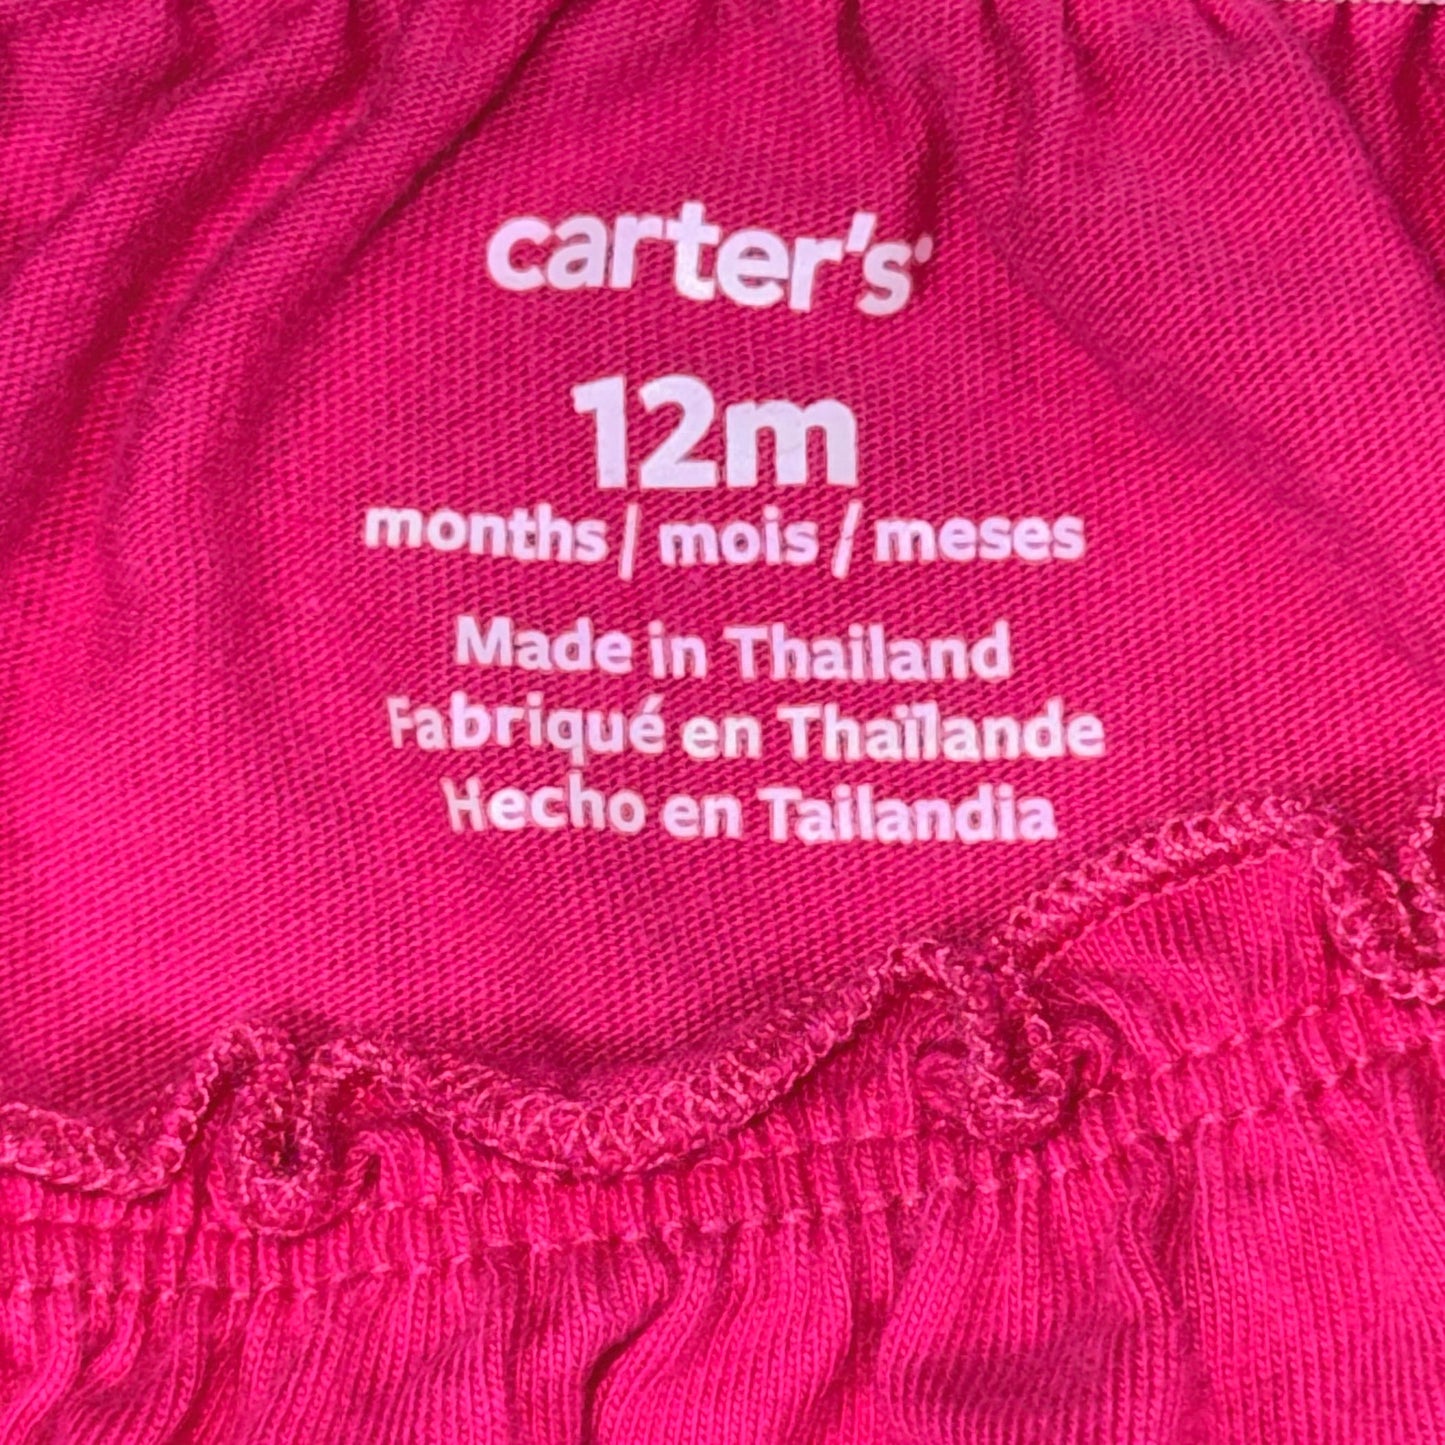 carter's
12m
months / mois / meses
Made in Thailand
Fabriqué en Thaïlande
Hecho en Tailandia